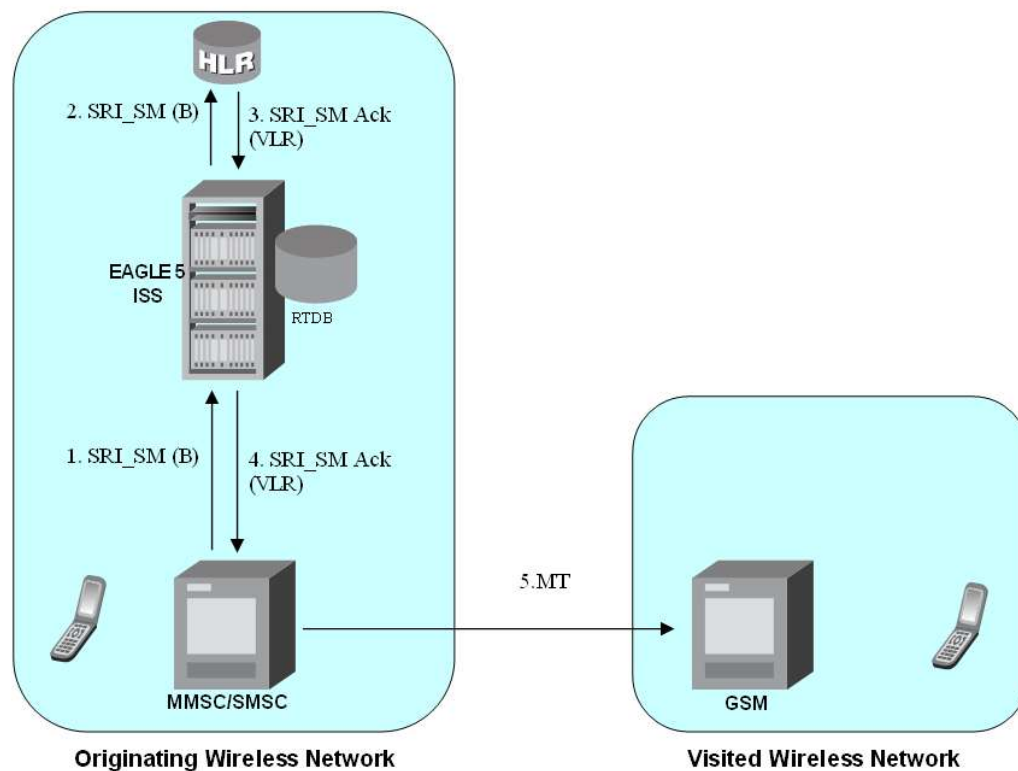 HLR
2. SRI_SM (B)
3. SRI_SM Ack
(VLR)
EAGLE 5
ISS
RTDB
1. SRI_SM (B)
4. SRI_SM Ack
(VLR)
5.MT
MMSC/SMSC
GSM
Originating Wireless Network
Visited Wireless Network